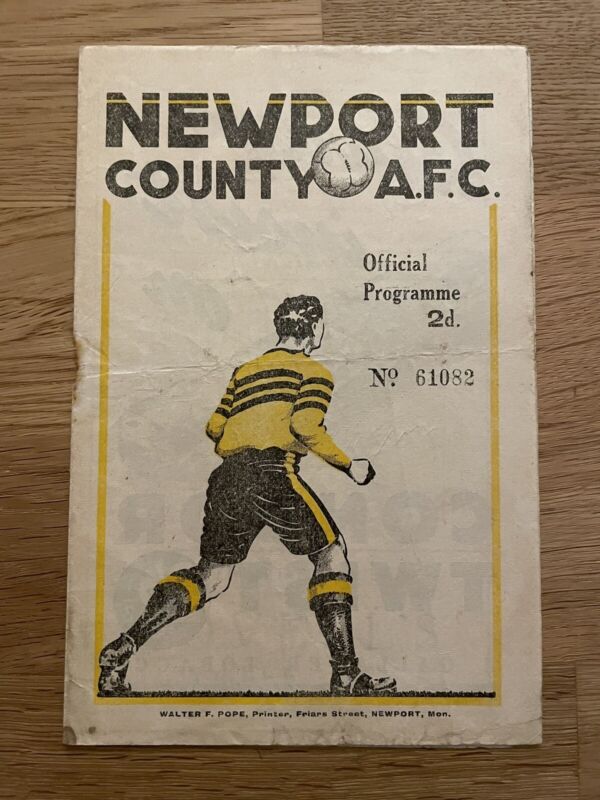 NEWPORT
COUNTY A.F.C.
Official
Programme
2d.
Nº 61082
WALTER F. POPE, Printer, Friars Street, NEWPORT, Mon.